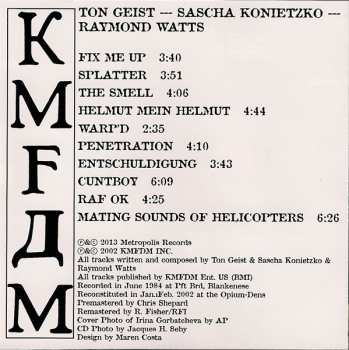 KMFDM
TON GEIST --- SASCHA KONIETZKO ---
RAYMOND WATTS
FIX ME UP 3:40
SPLATTER 3:51
THE SMELL 4:06
HELMUT MEIN HELMUT 4:44
WARP'D 2:35
PENETRATION 4:10
ENTSCHULDIGUNG 3:43
CUNTBOY 6:09
RAF OK 4:25
MATING SOUNDS OF HELICOPTERS 6:26
℗&© 2013 Metropolis Records
℗&© 2002 KMFDM INC.
All tracks written and composed by Ton Geist & Sascha Konietzko &
Raymond Watts
All tracks published by KMFDM Ent. US (BMI)
Recorded in June 1984 at Pft Brd, Blankenese
Reconstituted in Jan./Feb. 2002 at the Opium-Dens
Premastered by Chris Shepard
Remastered by R. Fisher/RFI
Cover Photo of Irina Gorbatcheva by AP
CD Photo by Jacques H. Seby
Design by Maren Costa